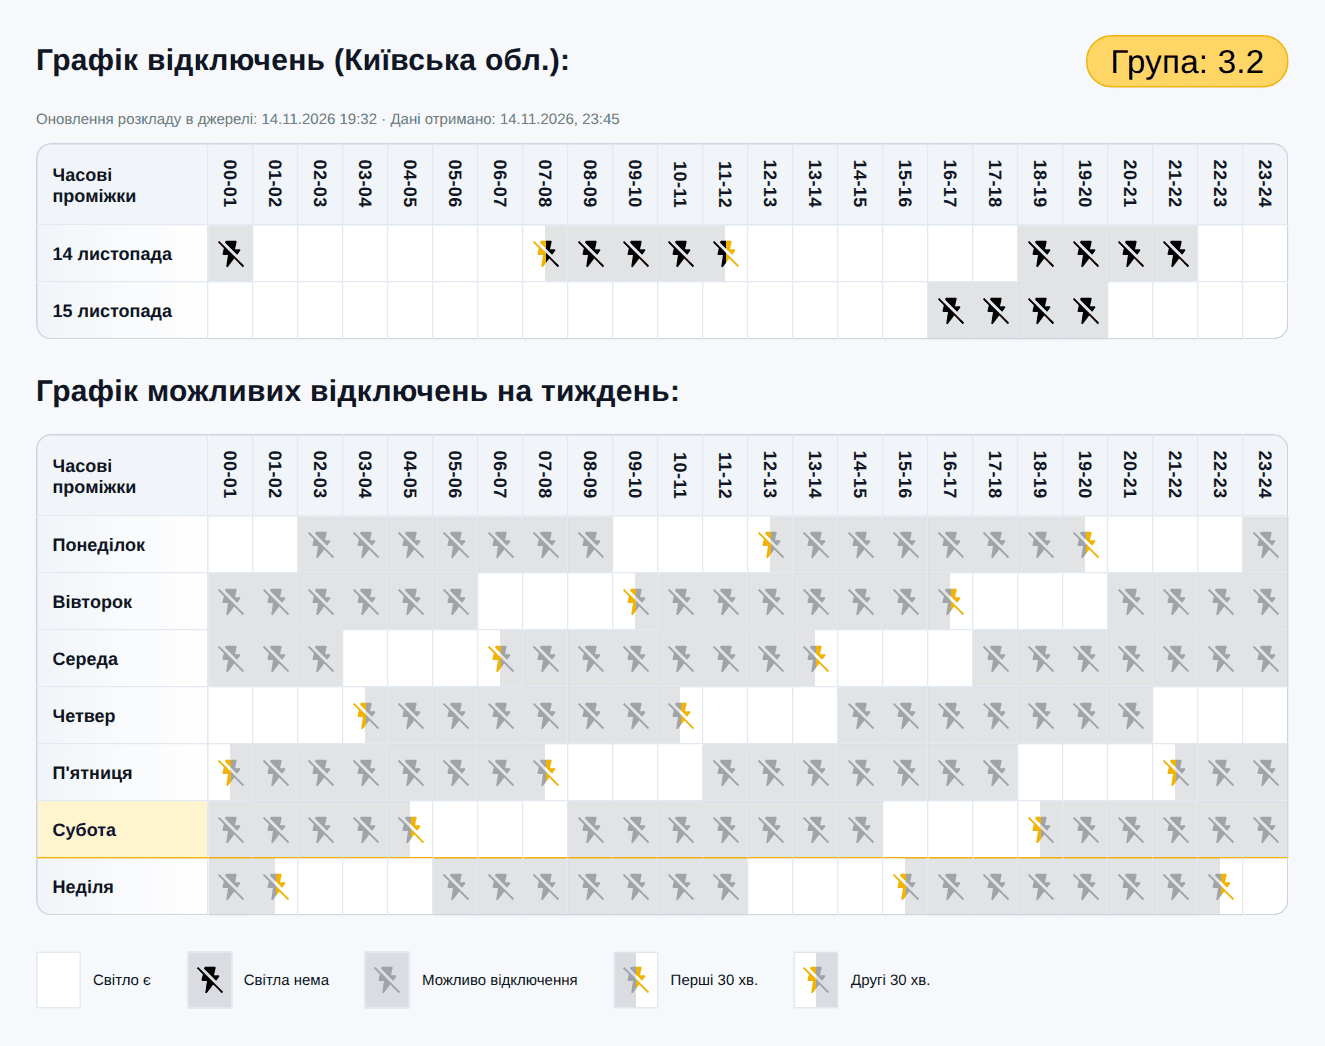 Графік відключень (Київська обл.):
Група: 3.2
Оновлення розкладу в джерелі: 14.11.2026 19:32 · Дані отримано: 14.11.2026, 23:45
Часові проміжки 00-01 01-02 02-03 03-04 04-05 05-06 06-07 07-08 08-09 09-10 10-11 11-12 12-13 13-14 14-15 15-16 16-17 17-18 18-19 19-20 20-21 21-22 22-23 23-24
14 листопада
15 листопада
Графік можливих відключень на тиждень:
Часові проміжки 00-01 01-02 02-03 03-04 04-05 05-06 06-07 07-08 08-09 09-10 10-11 11-12 12-13 13-14 14-15 15-16 16-17 17-18 18-19 19-20 20-21 21-22 22-23 23-24
Понеділок
Вівторок
Середа
Четвер
П'ятниця
Субота
Неділя
Світло є Світла нема Можливо відключення Перші 30 хв. Другі 30 хв.